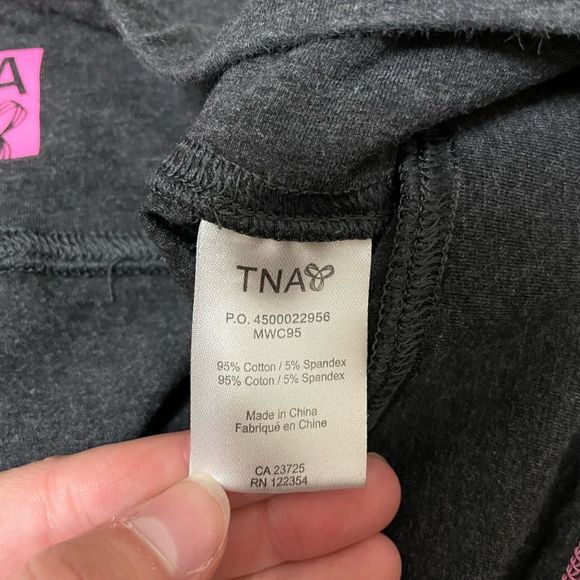 A
TNA
P.O. 4500022956
MWC95
95% Cotton / 5% Spandex
95% Coton / 5% Spandex
Made in China
Fabriqué en Chine
CA 23725
RN 122354